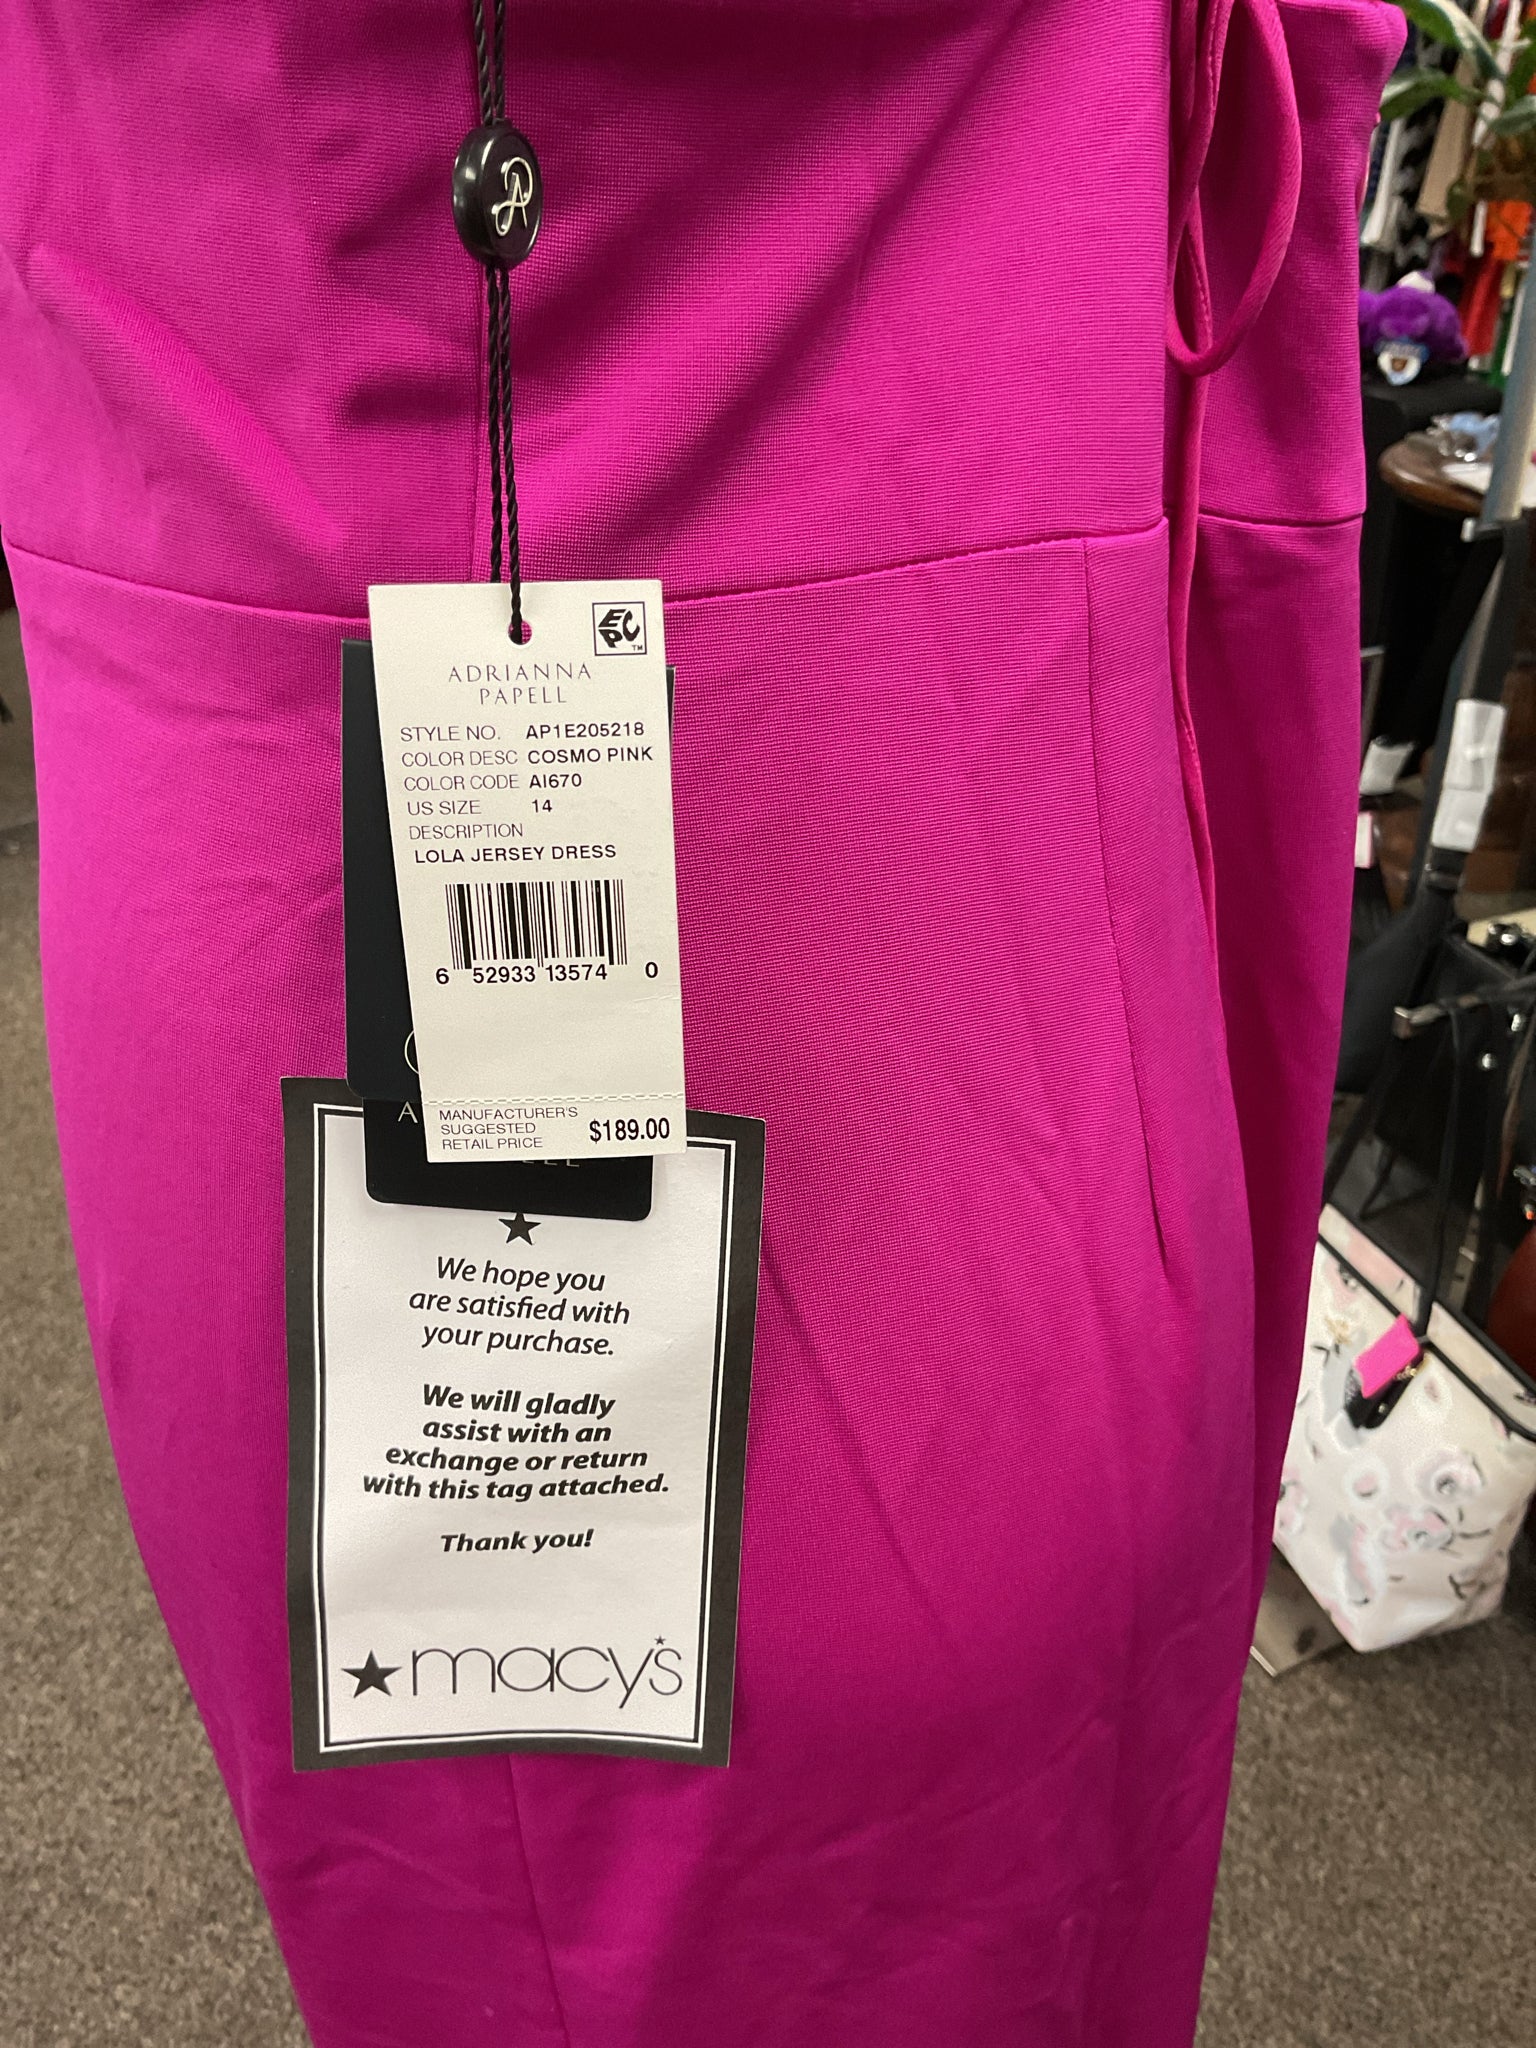 EPC™
ADRIANNA
PAPELL
STYLE NO. AP1E205218
COLOR DESC COSMO PINK
COLOR CODE AI670
US SIZE 14
DESCRIPTION
LOLA JERSEY DRESS
6 52933 13574 0
MANUFACTURER'S
SUGGESTED
RETAIL PRICE
$189.00
We hope you
are satisfied with
your purchase.
We will gladly
assist with an
exchange or return
with this tag attached.
Thank you!
macy's